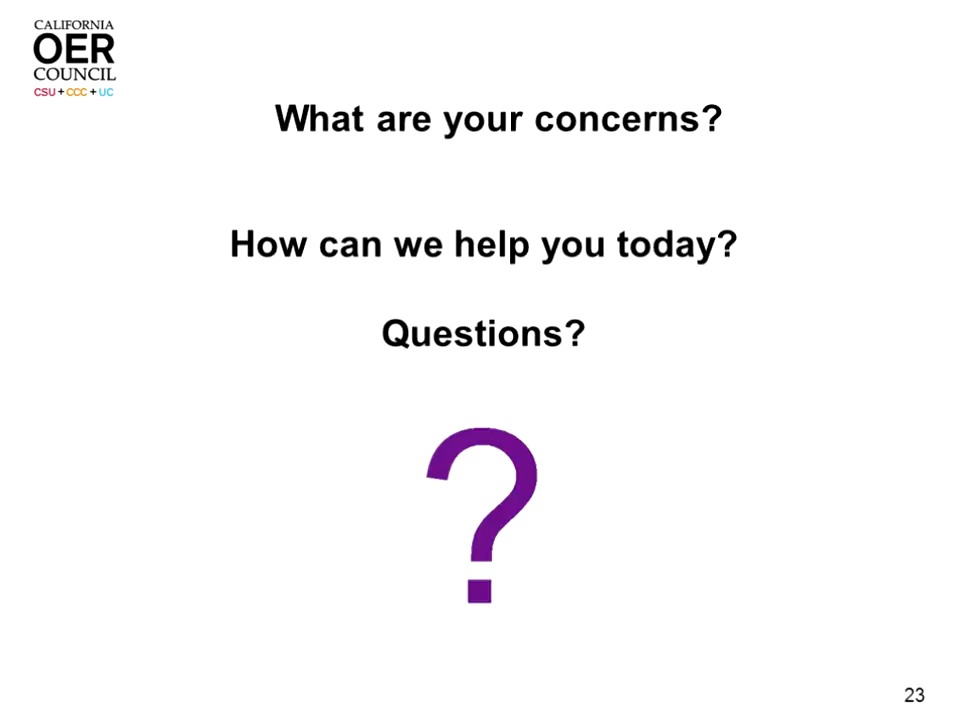 CALIFORNIA
OER
COUNCIL
CSU + CCC + UC
What are your concerns?
How can we help you today?
Questions?
?
23